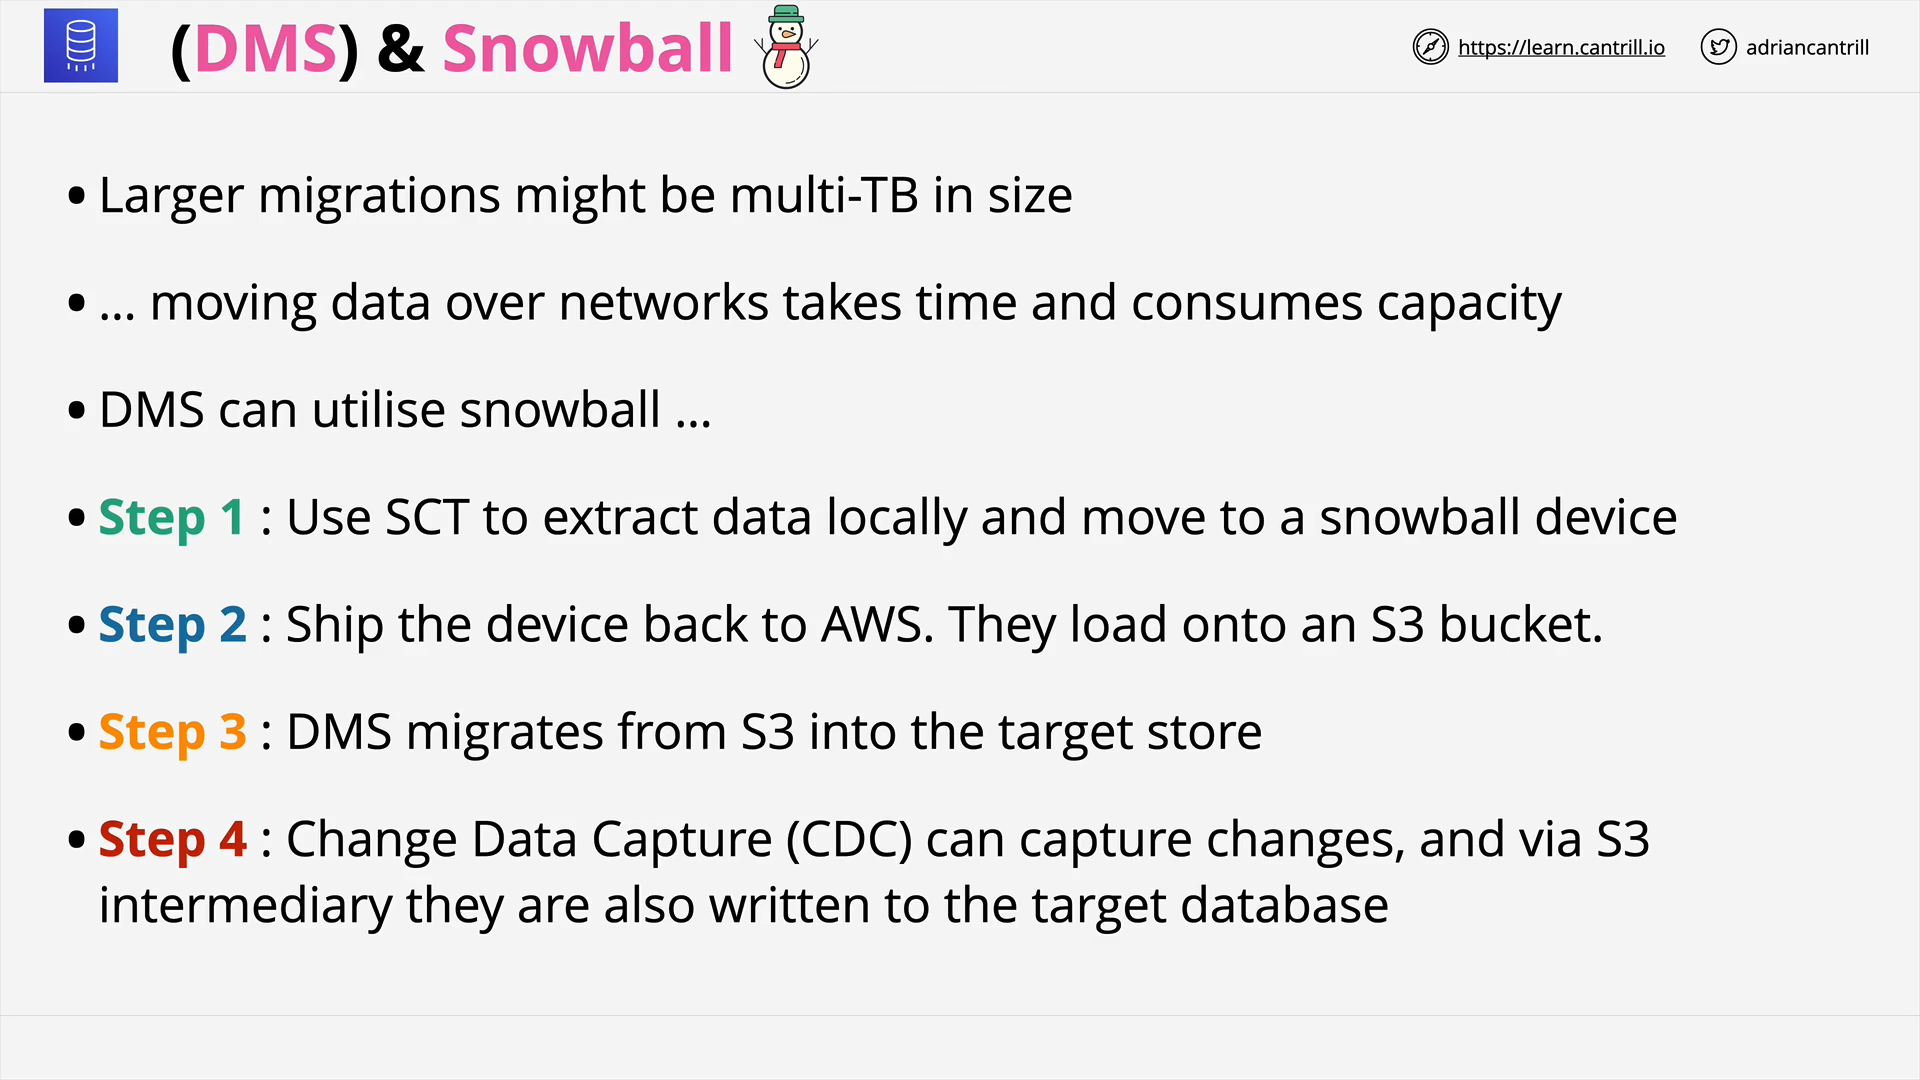 (DMS) & Snowball
https://learn.cantrill.io
adriancantrill
• Larger migrations might be multi-TB in size
• ... moving data over networks takes time and consumes capacity
• DMS can utilise snowball ...
• Step 1 : Use SCT to extract data locally and move to a snowball device
• Step 2 : Ship the device back to AWS. They load onto an S3 bucket.
• Step 3 : DMS migrates from S3 into the target store
• Step 4 : Change Data Capture (CDC) can capture changes, and via S3
intermediary they are also written to the target database